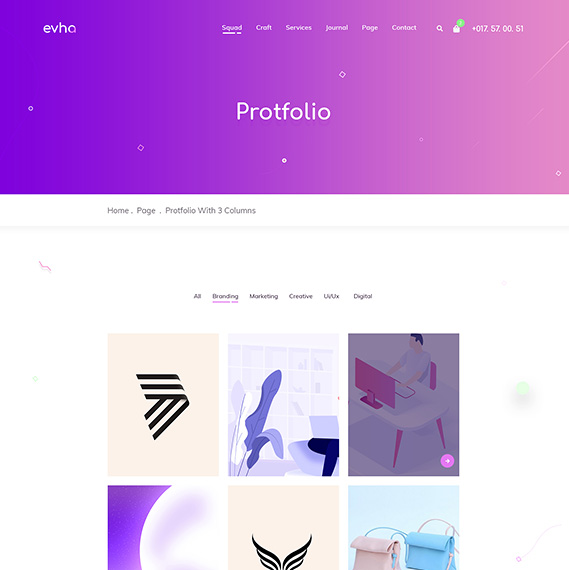 evha
Squad Craft Services Journal Page Contact +017. 57. 00. 51
Protfolio
Home . Page . Protfolio With 3 Columns
All Branding Marketing Creative Ui/Ux Digital